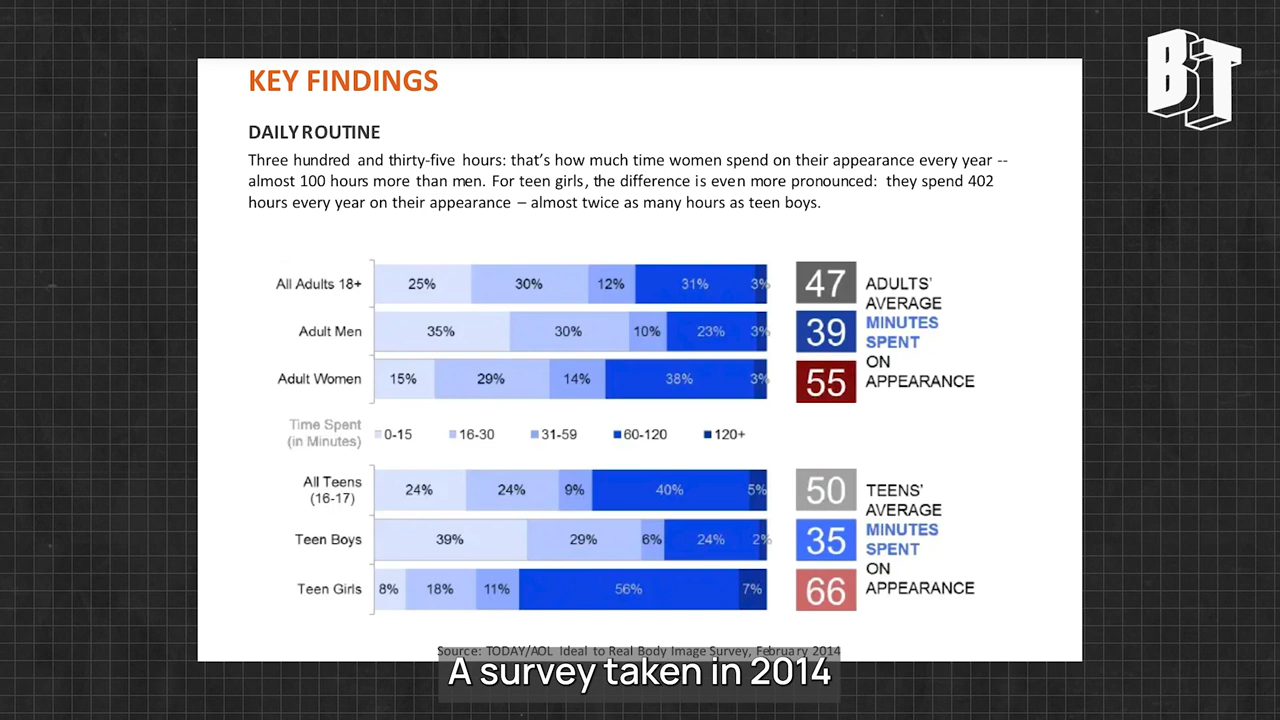 BT
KEY FINDINGS
DAILY ROUTINE
Three hundred and thirty-five hours: that's how much time women spend on their appearance every year --
almost 100 hours more than men. For teen girls, the difference is even more pronounced: they spend 402
hours every year on their appearance – almost twice as many hours as teen boys.
All Adults 18+ 25% 30% 12% 31% 3%
Adult Men 35% 30% 10% 23% 3%
Adult Women 15% 29% 14% 38% 3%
47
39
55
ADULTS'
AVERAGE
MINUTES
SPENT
ON
APPEARANCE
Time Spent
(in Minutes)
0-15 16-30 31-59 60-120 120+
All Teens
(16-17)
24% 24% 9% 40% 5%
Teen Boys 39% 29% 6% 24% 2%
Teen Girls 8% 18% 11% 56% 7%
50
35
66
TEENS'
AVERAGE
MINUTES
SPENT
ON
APPEARANCE
Source: TODAY/AOL Ideal to Real Body Image Survey, February 2014
A survey taken in 2014